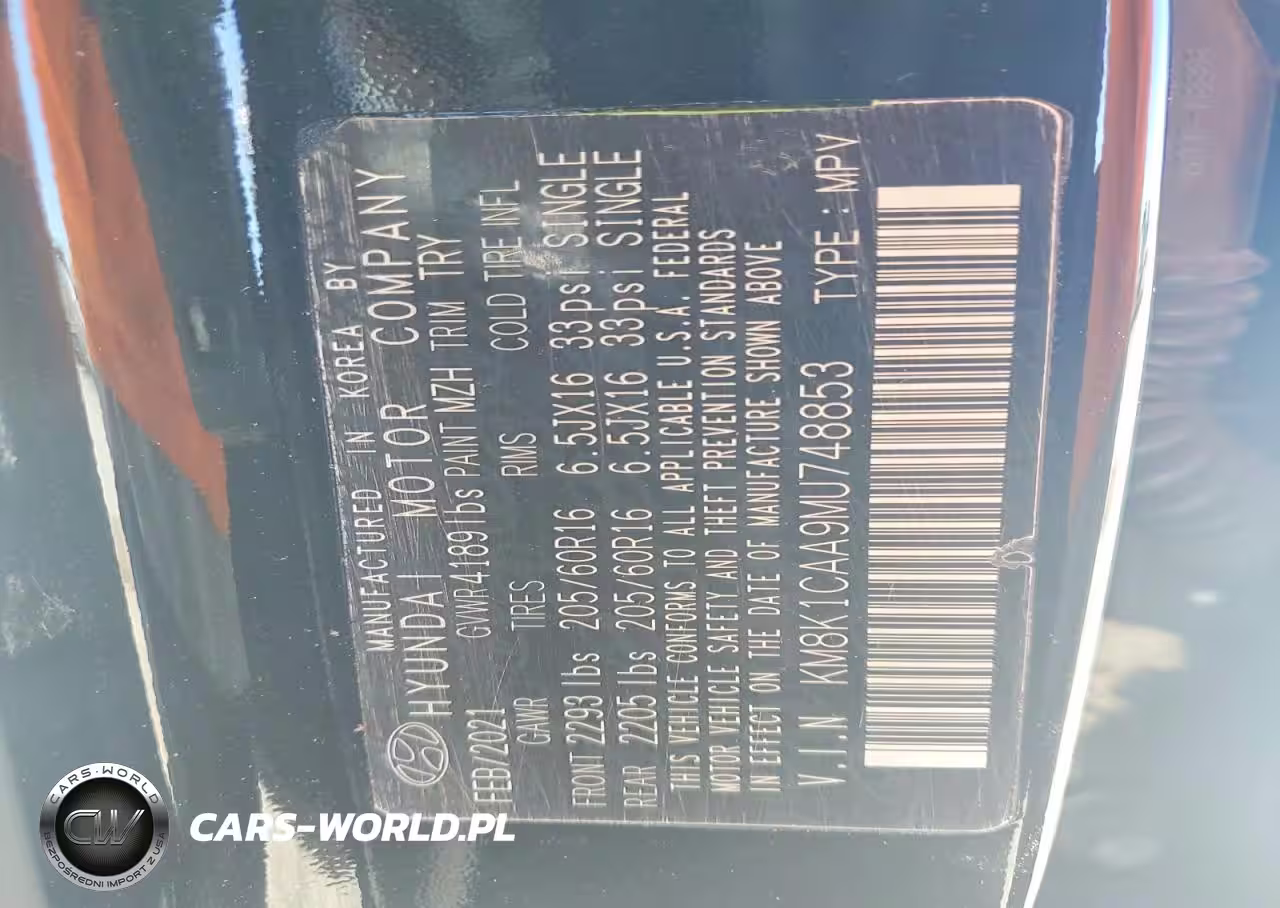 MANUFACTURED IN KOREA BY
HYUNDAI MOTOR COMPANY
FEB/2021 GVWR 4189lbs PAINT MZH TRIM TRY
GAWR TIRES RIMS COLD TIRE INFL
FRONT 2293 lbs 205/60R16 6.5JX16 33psi SINGLE
REAR 2205 lbs 205/60R16 6.5JX16 33psi SINGLE
THIS VEHICLE CONFORMS TO ALL APPLICABLE U.S.A. FEDERAL
MOTOR VEHICLE SAFETY AND THEFT PREVENTION STANDARDS
IN EFFECT ON THE DATE OF MANUFACTURE SHOWN ABOVE
V.I.N KM8K1CAA9MU748853 TYPE:MPV
CARS-WORLD
CW
BEZPOŚREDNI IMPORT Z USA
CARS-WORLD.PL